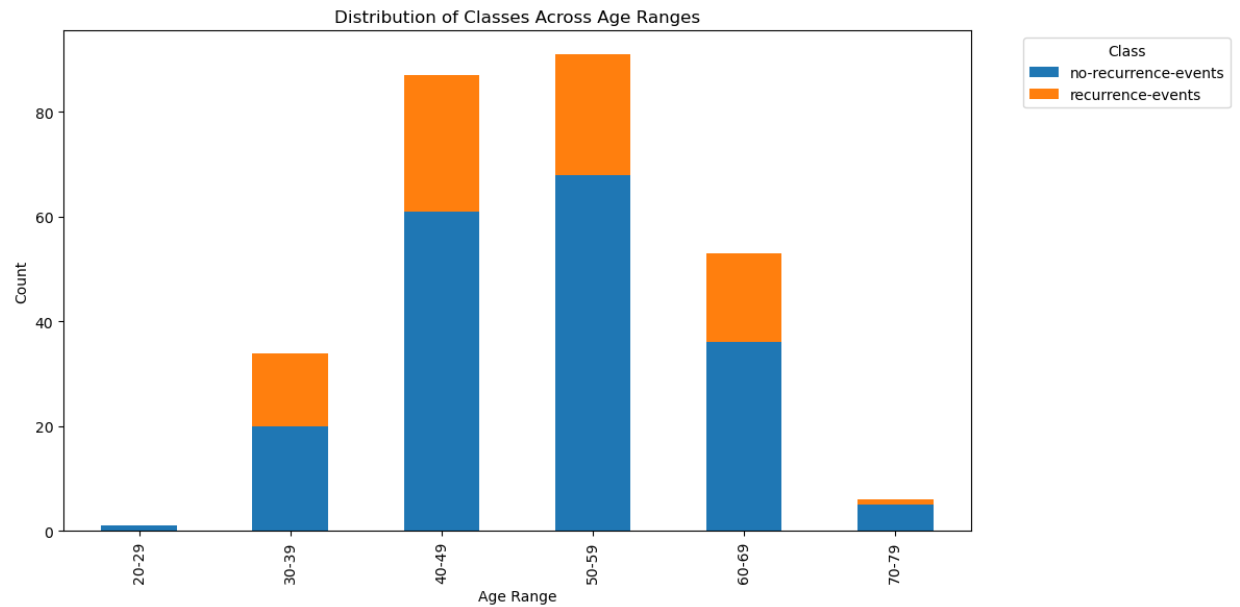 Distribution of Classes Across Age Ranges
Class
no-recurrence-events
recurrence-events
Count
80
60
40
20
0
20-29
30-39
40-49
50-59
60-69
70-79
Age Range